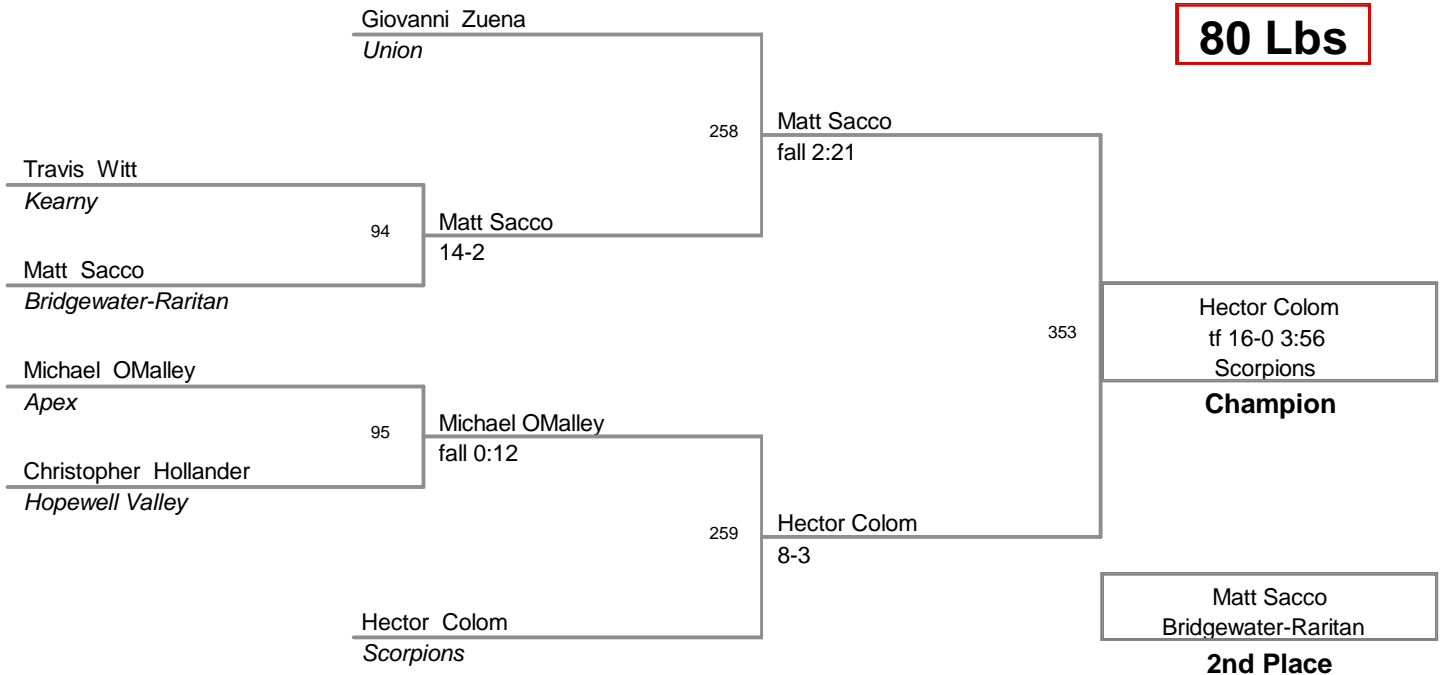 Giovanni Zuena
Union
80 Lbs
258
Matt Sacco
fall 2:21
Travis Witt
Kearny
94
Matt Sacco
14-2
Matt Sacco
Bridgewater-Raritan
353
Hector Colom
tf 16-0 3:56
Scorpions
Champion
Michael OMalley
Apex
95
Michael OMalley
fall 0:12
Christopher Hollander
Hopewell Valley
259
Hector Colom
8-3
Hector Colom
Scorpions
Matt Sacco
Bridgewater-Raritan
2nd Place